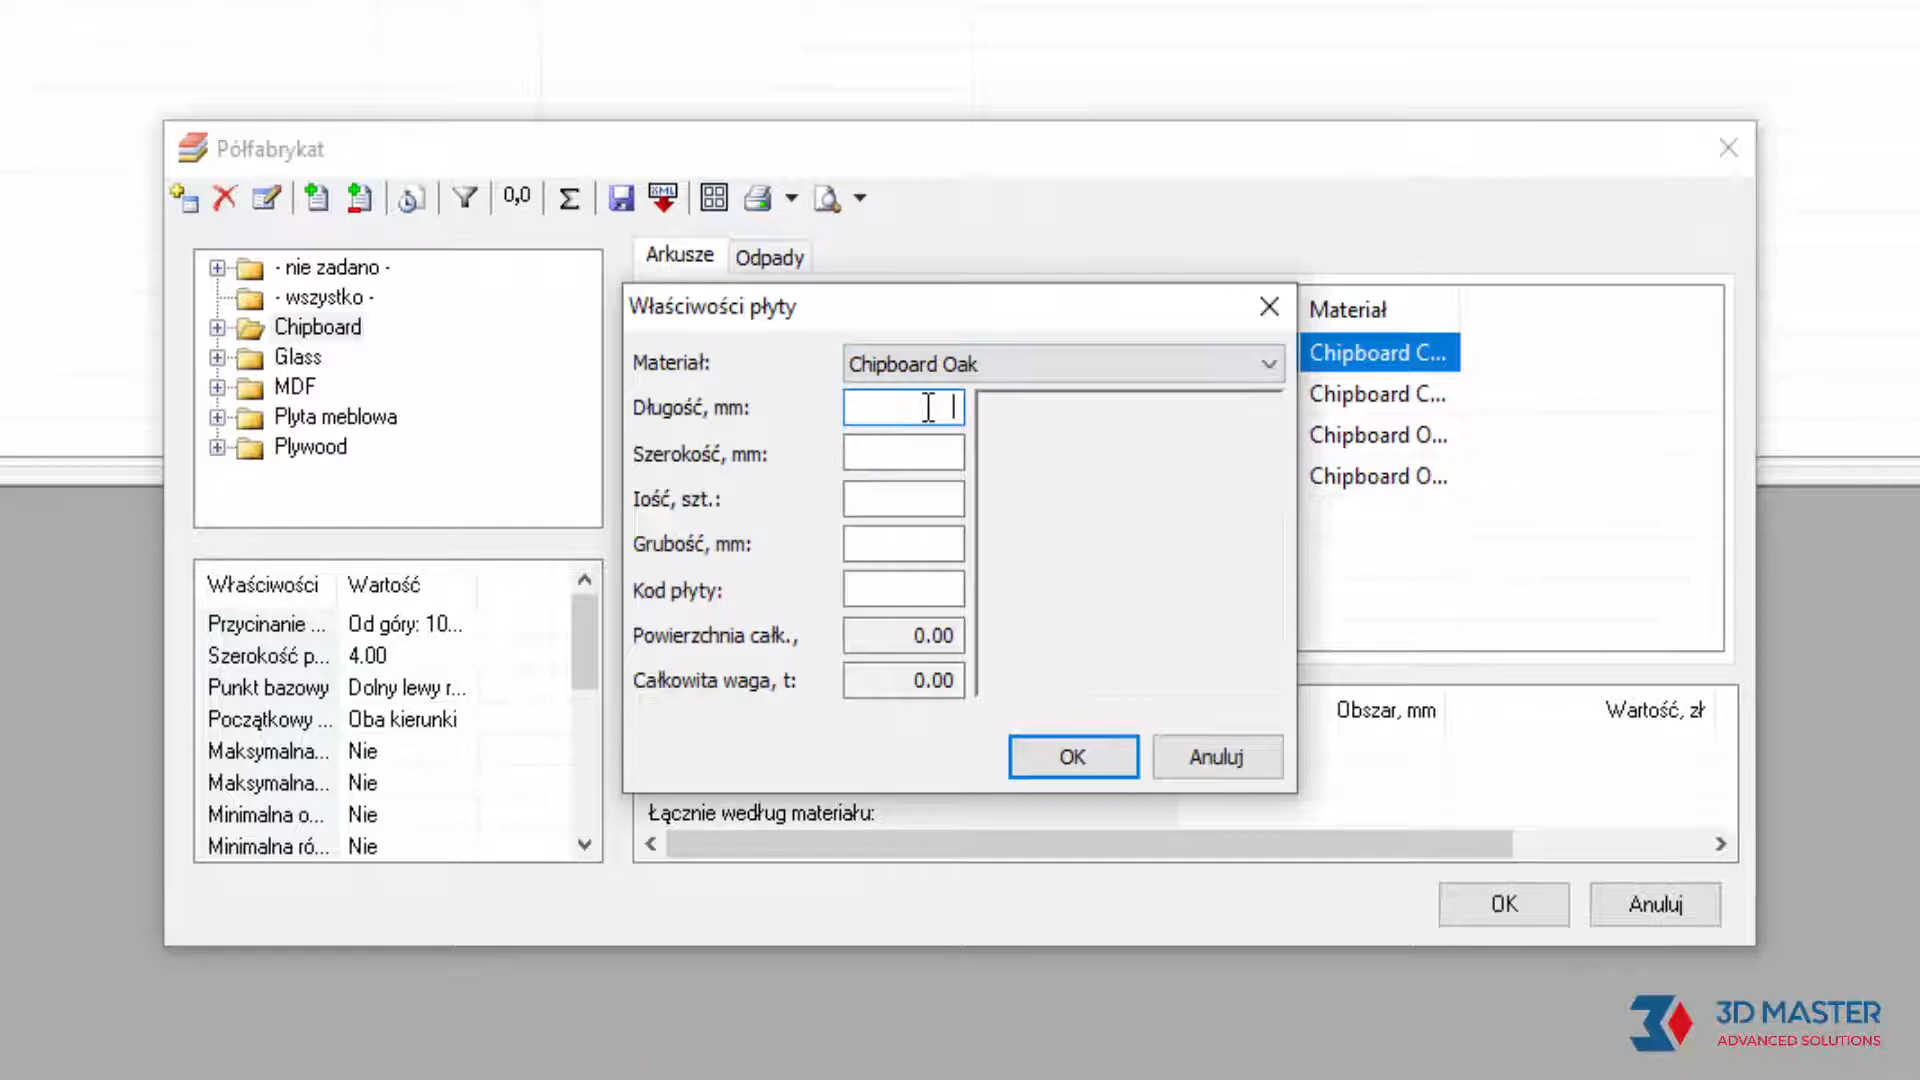 Półfabrykat
0,0
XML
- nie zadano -
- wszystko -
Chipboard
Glass
MDF
Plyta meblowa
Plywood
Właściwości Wartość
Przycinanie ... Od góry: 10...
Szerokość p... 4.00
Punkt bazowy Dolny lewy r...
Początkowy ... Oba kierunki
Maksymalna... Nie
Maksymalna... Nie
Minimalna o... Nie
Minimalna ró... Nie
Arkusze Odpady
Właściwości płyty
Materiał: Chipboard Oak
Długość, mm:
Szerokość, mm:
Iość, szt.:
Grubość, mm:
Kod płyty:
Powierzchnia całk., 0.00
Całkowita waga, t: 0.00
OK Anuluj
Materiał
Chipboard C...
Chipboard C...
Chipboard O...
Chipboard O...
Obszar, mm Wartość, zł
Łącznie według materiału:
OK Anuluj
3D MASTER
ADVANCED SOLUTIONS